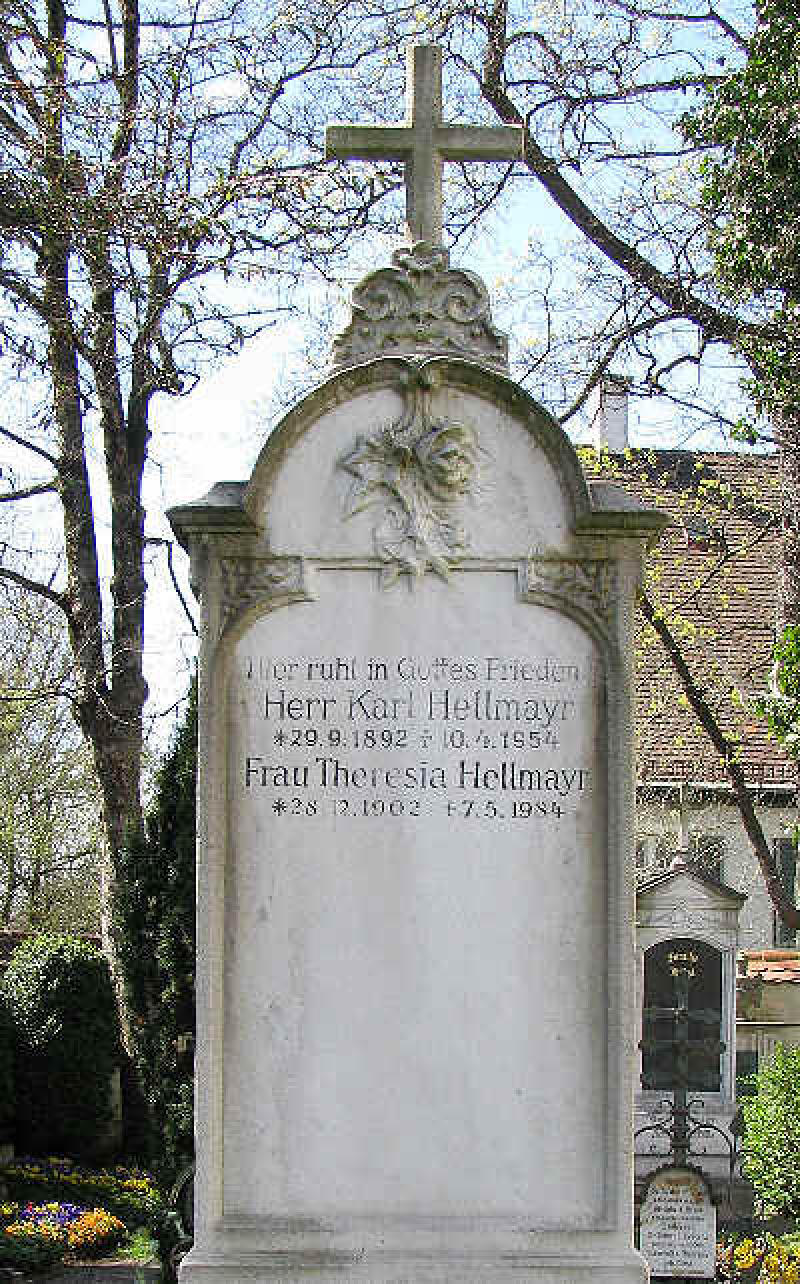 Hier ruht in Gottes Frieden
Herr Karl Hellmayr
*29.9.1892 †10.4.1954
Frau Theresia Hellmayr
*28.12.1902 †7.5.1984